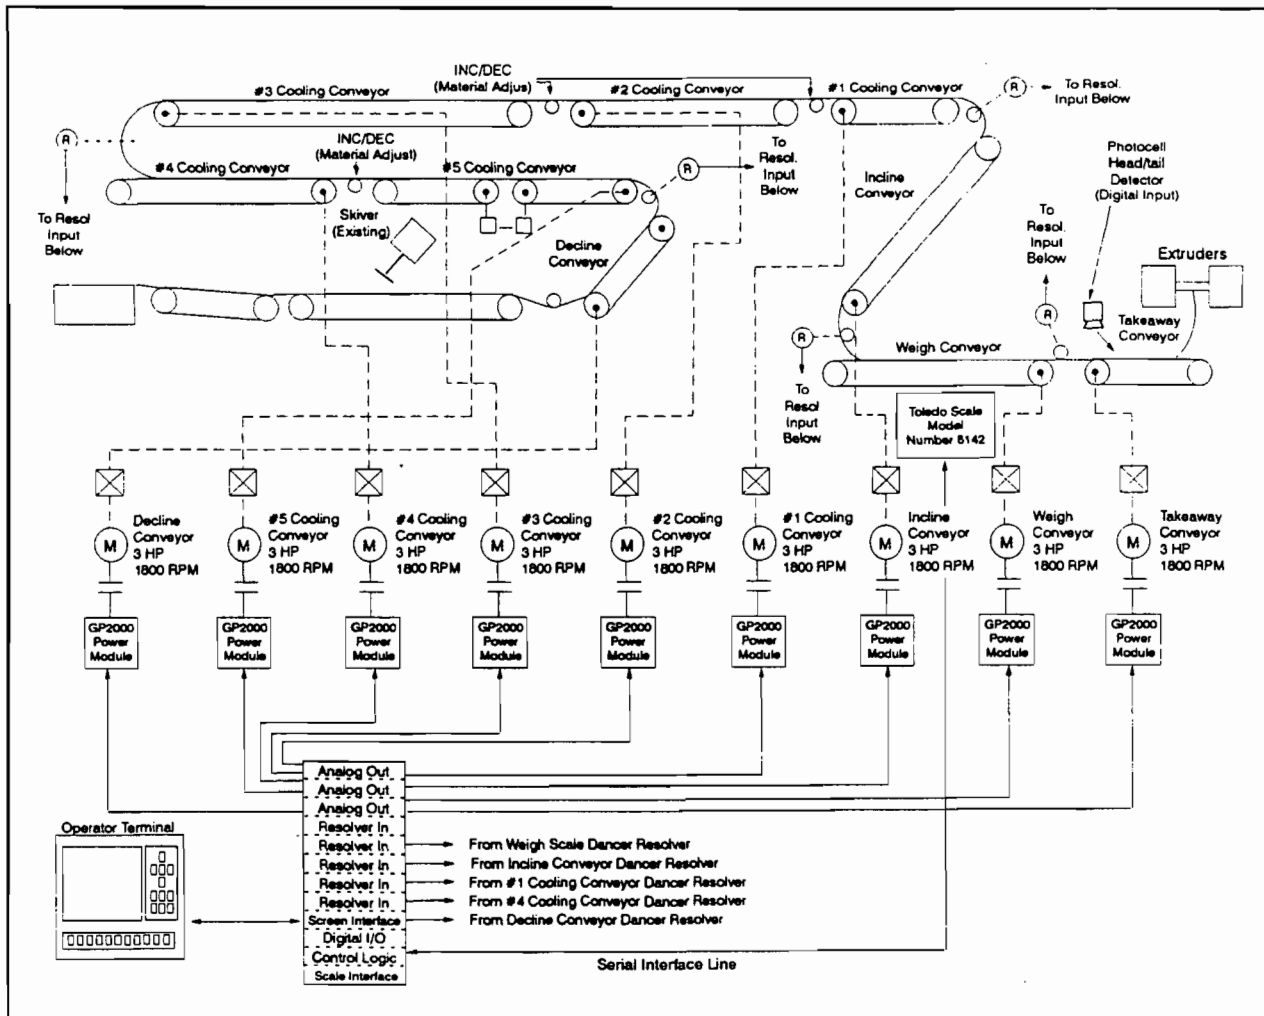 INC/DEC
(Material Adjus)
#3 Cooling Conveyor
#2 Cooling Conveyor
#1 Cooling Conveyor
R
To Resol.
Input Below
R
INC/DEC
(Material Adjust)
#4 Cooling Conveyor
#5 Cooling Conveyor
R
To
Resol.
Input
Below
Incline
Conveyor
Photocell
Head/tail
Detector
(Digital Input)
To Resol
Input
Below
Skiver
(Existing)
Decline
Conveyor
To
Resol.
Input
Below
Extruders
R
R
To
Resol
Input
Below
Weigh Conveyor
Takeaway
Conveyor
Toledo Scale
Model
Number 8142
Decline
Conveyor
3 HP
1800 RPM
#5 Cooling
Conveyor
3 HP
1800 RPM
#4 Cooling
Conveyor
3 HP
1800 RPM
#3 Cooling
Conveyor
3 HP
1800 RPM
#2 Cooling
Conveyor
3 HP
1800 RPM
#1 Cooling
Conveyor
3 HP
1800 RPM
Incline
Conveyor
3 HP
1800 RPM
Weigh
Conveyor
3 HP
1800 RPM
Takeaway
Conveyor
3 HP
1800 RPM
M
M
M
M
M
M
M
M
M
GP2000
Power
Module
GP2000
Power
Module
GP2000
Power
Module
GP2000
Power
Module
GP2000
Power
Module
GP2000
Power
Module
GP2000
Power
Module
GP2000
Power
Module
GP2000
Power
Module
Operator Terminal
Analog Out
Analog Out
Analog Out
Resolver In
Resolver In
Resolver In
Resolver In
Resolver In
Screen Interface
Digital I/O
Control Logic
Scale Interface
From Weigh Scale Dancer Resolver
From Incline Conveyor Dancer Resolver
From #1 Cooling Conveyor Dancer Resolver
From #4 Cooling Conveyor Dancer Resolver
From Decline Conveyor Dancer Resolver
Serial Interface Line